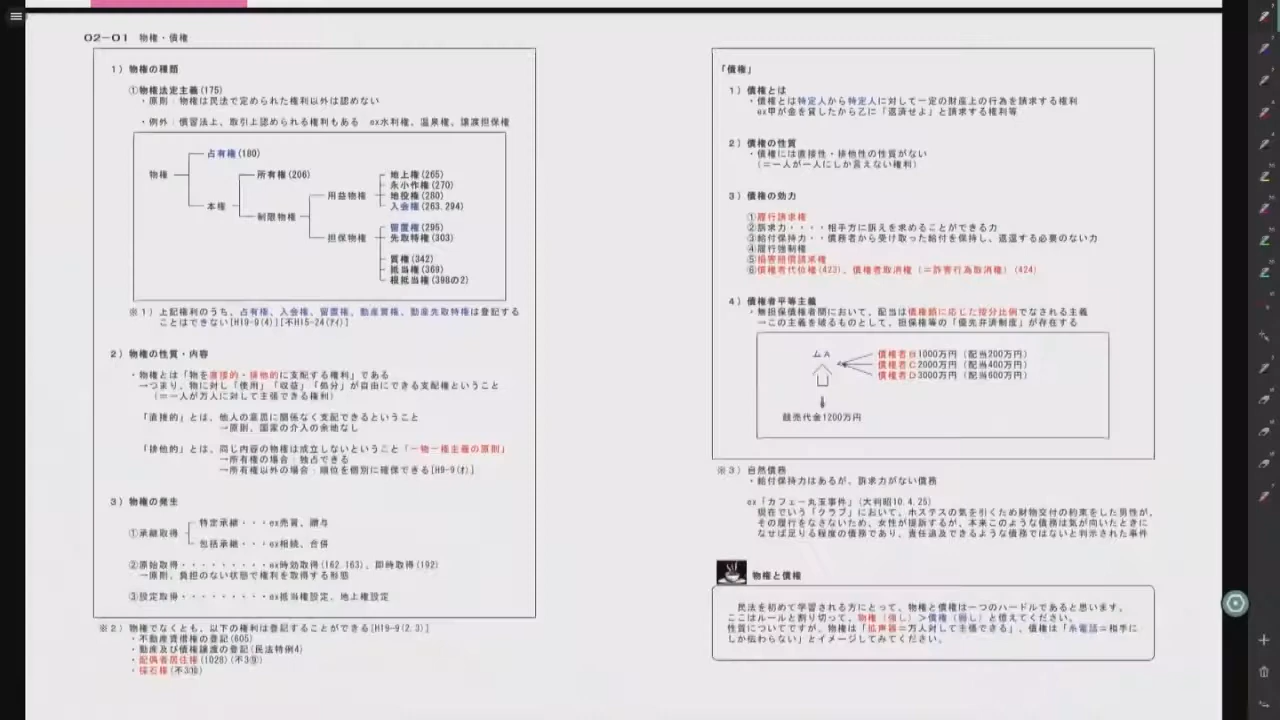 02-01 物権・債権
1)物権の種類
①物権法定主義(175)
・原則:物権は民法で定められた権利以外は認めない
・例外:慣習法上、取引上認められる権利もある ex水利権、温泉権、譲渡担保権
占有権(180)
物権
所有権(206)
地上権(265)
永小作権(270)
用益物権
地役権(280)
本権
入会権(263.294)
制限物権
留置権(295)
担保物権
先取特権(303)
質権(342)
抵当権(369)
根抵当権(398の2)
※1)上記権利のうち、占有権、入会権、留置権、動産質権、動産先取特権は登記する
ことはできない[H19-9(4)][不H15-24(ｱｲ)]
2)物権の性質・内容
・物権とは「物を直接的・排他的に支配する権利」である
→つまり、物に対し「使用」「収益」「処分」が自由にできる支配権ということ
(=一人が万人に対して主張できる権利)
「直接的」とは、他人の意思に関係なく支配できるということ
→原則、国家の介入の余地なし
「排他的」とは、同じ内容の物権は成立しないということ「一物一権主義の原則」
→所有権の場合:独占できる
→所有権以外の場合:順位を個別に確保できる[H9-9(ｵ)]
3)物権の発生
特定承継・・・ex売買、贈与
①承継取得
包括承継・・・ex相続、合併
②原始取得・・・・・・・・・ex時効取得(162.163)、即時取得(192)
→原則、負担のない状態で権利を取得する形態
③設定取得・・・・・・・・・ex抵当権設定、地上権設定
※2)物権でなくとも、以下の権利は登記することができる[H19-9(2.3)]
・不動産賃借権の登記(605)
・動産及び債権譲渡の登記(民法特例4)
・配偶者居住権(1028)(不3⑨)
・採石権(不3⑩)
「債権」
1)債権とは
・債権とは特定人から特定人に対して一定の財産上の行為を請求する権利
ex甲が金を貸したから乙に「返済せよ」と請求する権利等
2)債権の性質
・債権には直接性・排他性の性質がない
(=一人が一人にしか言えない権利)
3)債権の効力
①履行請求権
②訴求力・・・・相手方に訴えを求めることができる力
③給付保持力・・債務者から受け取った給付を保持し、返還する必要のない力
④履行強制権
⑤損害賠償請求権
⑥債権者代位権(423)、債権者取消権(=詐害行為取消権)(424)
4)債権者平等主義
・無担保債権者間において、配当は債権額に応じた按分比例でなされる主義
→この主義を破るものとして、担保権等の「優先弁済制度」が存在する
ムA
債権者B1000万円(配当200万円)
債権者C2000万円(配当400万円)
債権者D3000万円(配当600万円)
競売代金1200万円
※3)自然債務
・給付保持力はあるが、訴求力がない債務
ex「カフェー丸玉事件」(大判昭10.4.25)
現在でいう「クラブ」において、ホステスの気を引くため財物交付の約束をした男性が、
その履行をなさないため、女性が提訴するが、本来このような債務は気が向いたときに
なせば足りる程度の債務であり、責任追及できるような債務ではないと判示された事件
物権と債権
民法を初めて学習される方にとって、物権と債権は一つのハードルであると思います。
ここはルールと割り切って、物権(強し)>債権(弱し)と憶えてください。
性質についてですが、物権は「拡声器=万人対して主張できる」、債権は「糸電話=相手に
しか伝わらない」とイメージしてみてください。